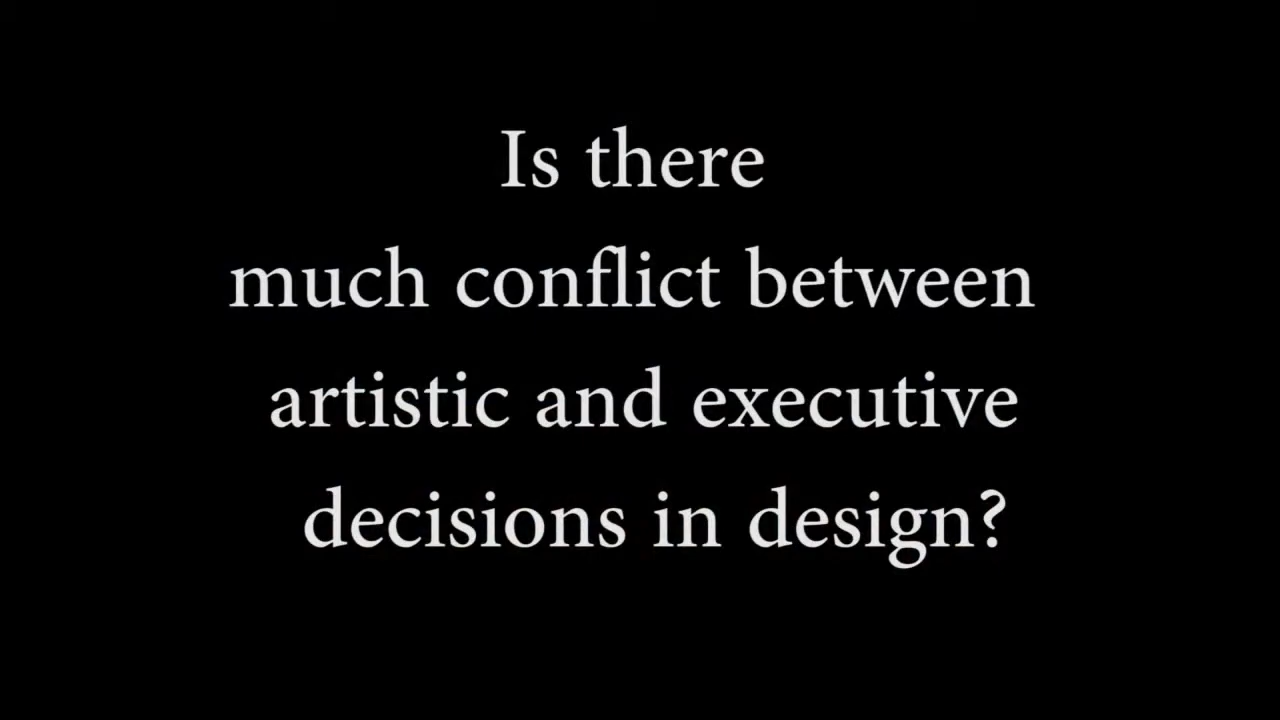 Is there
much conflict between
artistic and executive
decisions in design?